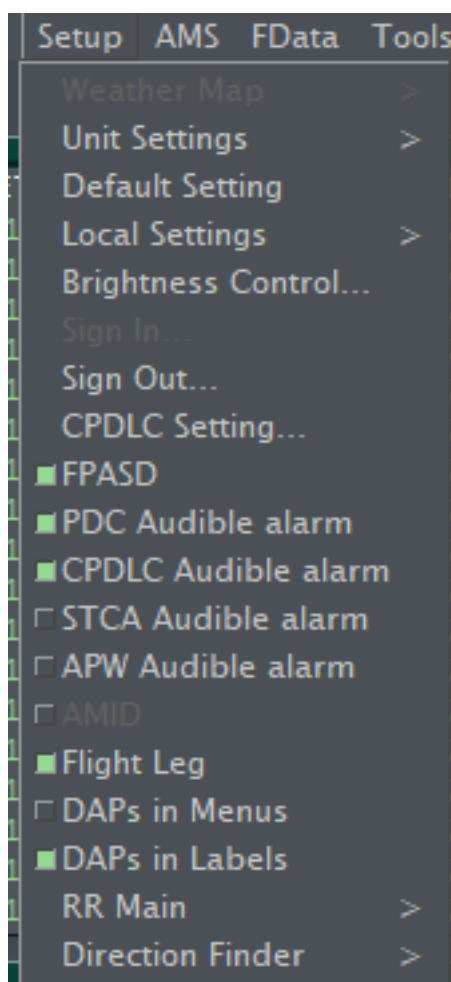 Setup AMS FData Tools
Weather Map >
Unit Settings >
Default Setting
Local Settings >
Brightness Control...
Sign In...
Sign Out...
CPDLC Setting...
FPASD
PDC Audible alarm
CPDLC Audible alarm
STCA Audible alarm
APW Audible alarm
AMID
Flight Leg
DAPs in Menus
DAPs in Labels
RR Main >
Direction Finder >